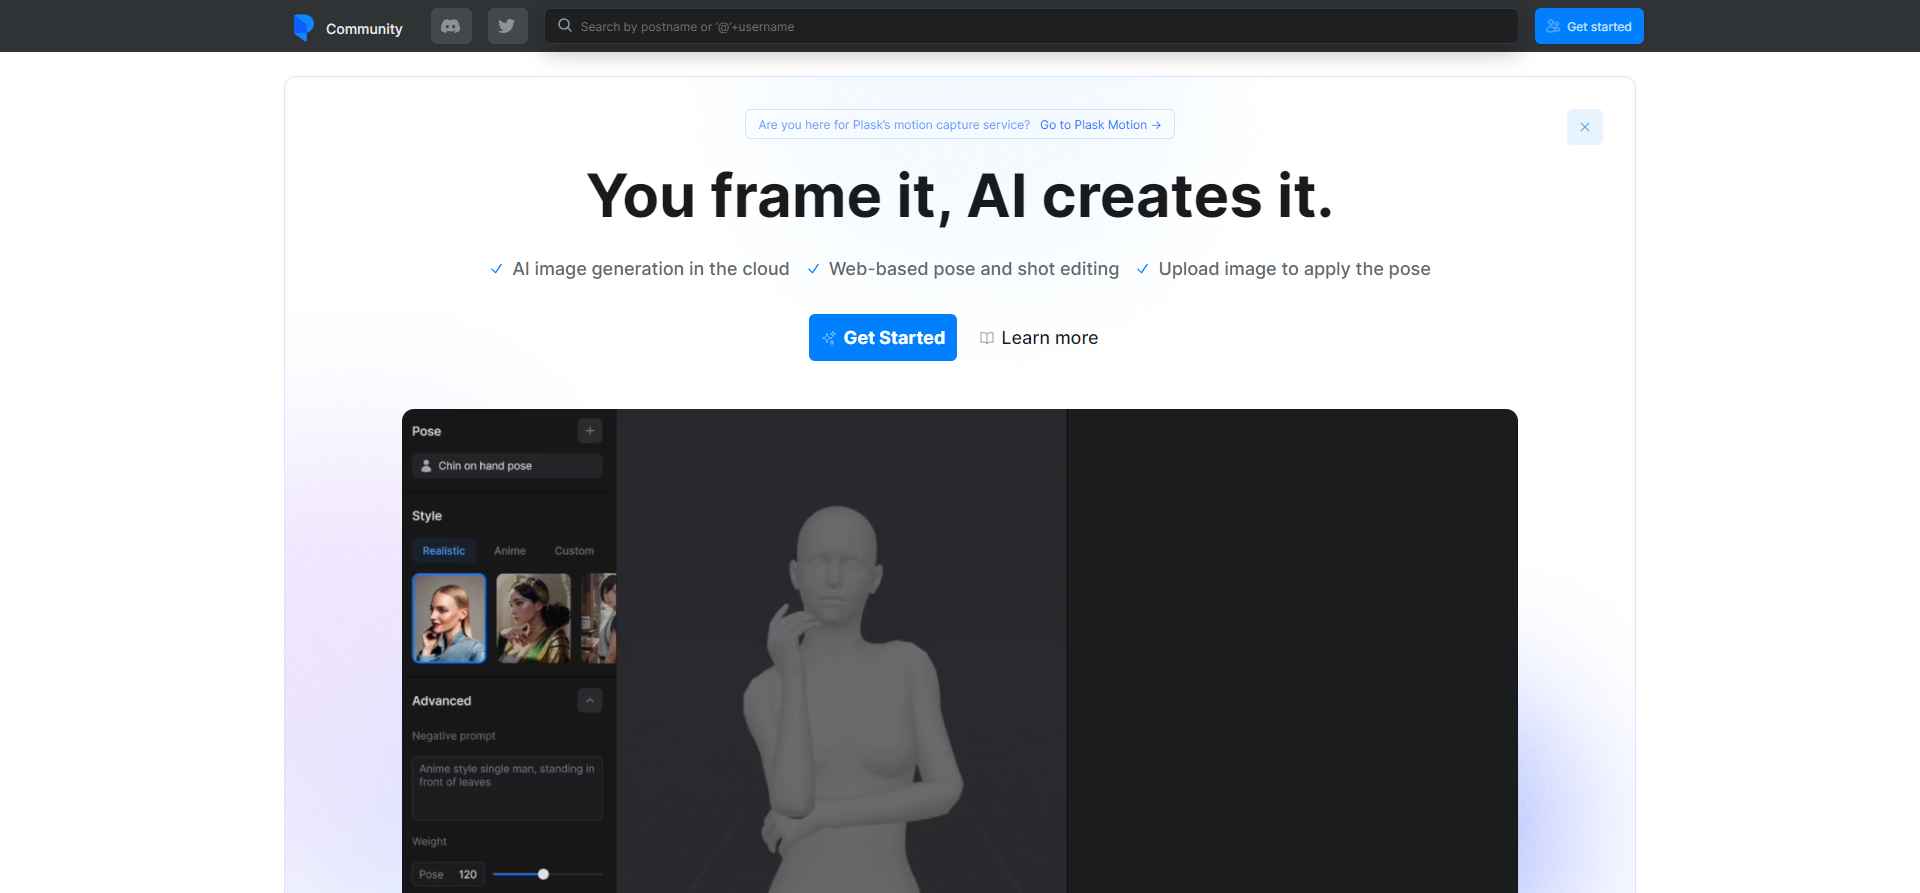 Community
Search by postname or '@'+username
Get started
Are you here for Plask's motion capture service? Go to Plask Motion →
You frame it, AI creates it.
AI image generation in the cloud Web-based pose and shot editing Upload image to apply the pose
Get Started Learn more
Pose
Chin on hand pose
Style
Realistic Anime Custom
Advanced
Negative prompt
Anime style single man, standing in
front of leaves
Weight
Pose 120